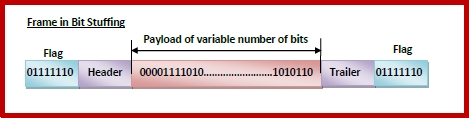 Frame in Bit Stuffing
Payload of variable number of bits
Flag
Flag
01111110 Header 00001111010............................1010110 Trailer 01111110